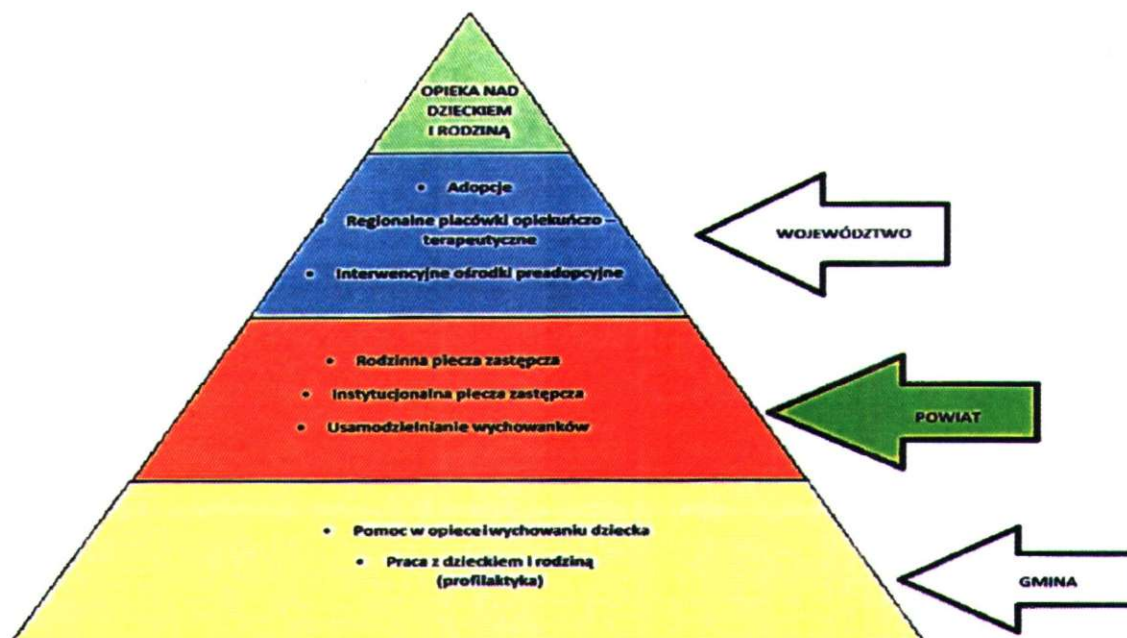 OPIEKA NAD
DZIECKIEM
I RODZINĄ
• Adopcje
• Regionalne placówki opiekuńczo –
terapeutyczne
• Interwencyjne ośrodki preadopcyjne
WOJEWÓDZTWO
• Rodzinna piecza zastępcza
• Instytucjonalna piecza zastępcza
• Usamodzielnianie wychowanków
POWIAT
• Pomoc w opiece i wychowaniu dziecka
• Praca z dzieckiem i rodziną
(profilaktyka)
GMINA